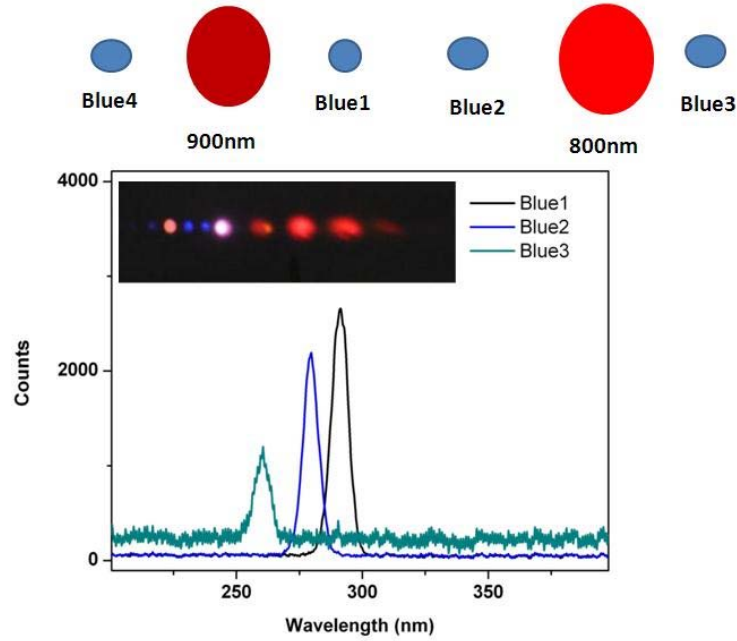 Blue4
Blue1
Blue2
Blue3
900nm
800nm
4000
2000
0
Counts
Blue1
Blue2
Blue3
250
300
350
Wavelength (nm)